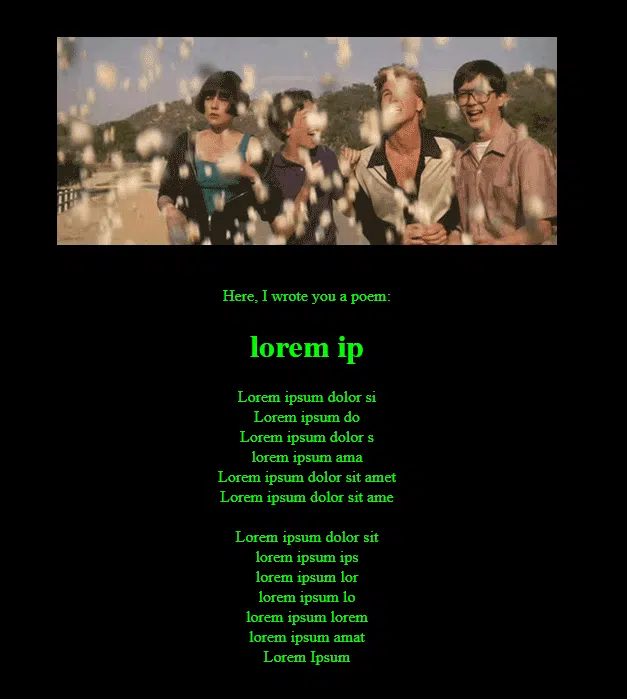 Here, I wrote you a poem:
lorem ip
Lorem ipsum dolor si
Lorem ipsum do
Lorem ipsum dolor s
lorem ipsum ama
Lorem ipsum dolor sit amet
Lorem ipsum dolor sit ame
Lorem ipsum dolor sit
lorem ipsum ips
lorem ipsum lor
lorem ipsum lo
lorem ipsum lorem
lorem ipsum amat
Lorem Ipsum